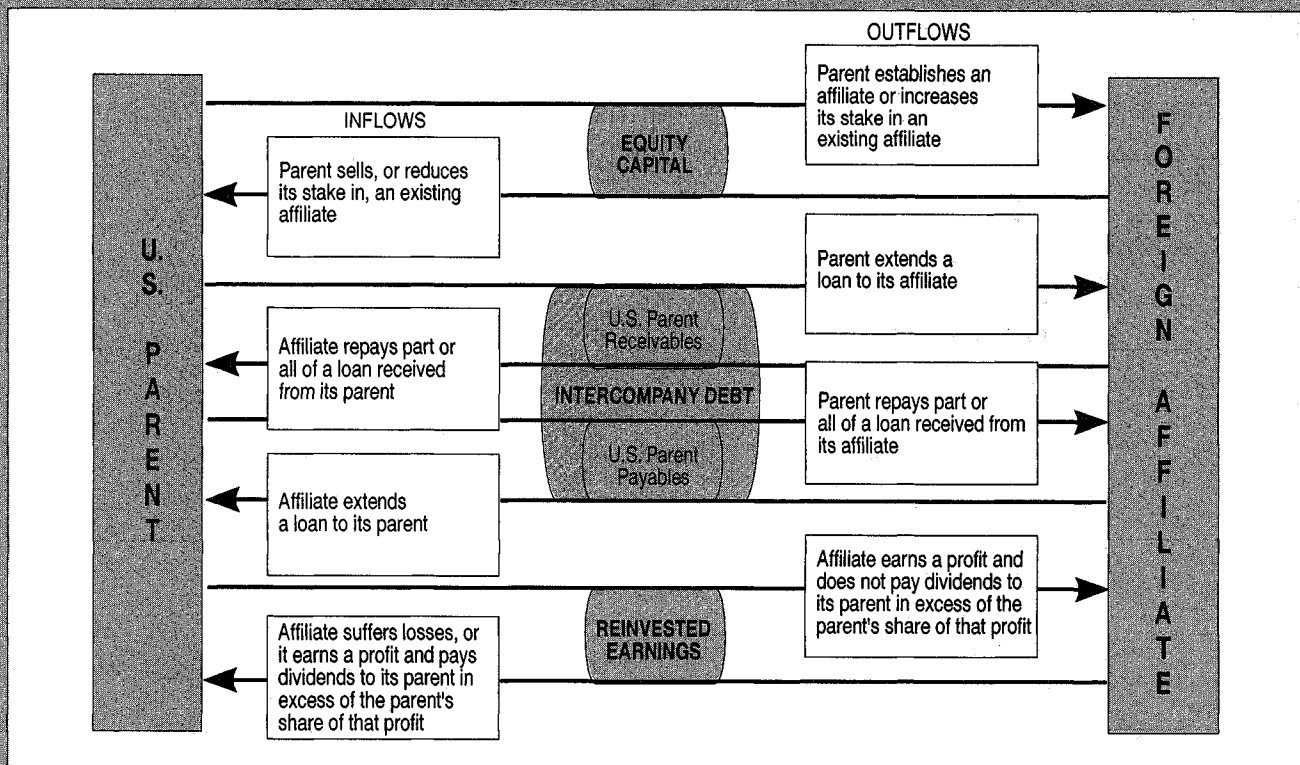 OUTFLOWS
Parent establishes an
affiliate or increases
its stake in an
existing affiliate
INFLOWS
EQUITY
CAPITAL
Parent sells, or reduces
its stake in, an existing
affiliate
U.S. PARENT
FOREIGN AFFILIATE
Parent extends a
loan to its affiliate
U.S. Parent
Receivables
Affiliate repays part or
all of a loan received
from its parent
INTERCOMPANY DEBT
Parent repays part or
all of a loan received from
its affiliate
U.S. Parent
Payables
Affiliate extends
a loan to its parent
Affiliate earns a profit and
does not pay dividends to
its parent in excess of the
parent's share of that profit
REINVESTED
EARNINGS
Affiliate suffers losses, or
it earns a profit and pays
dividends to its parent in
excess of the parent's
share of that profit